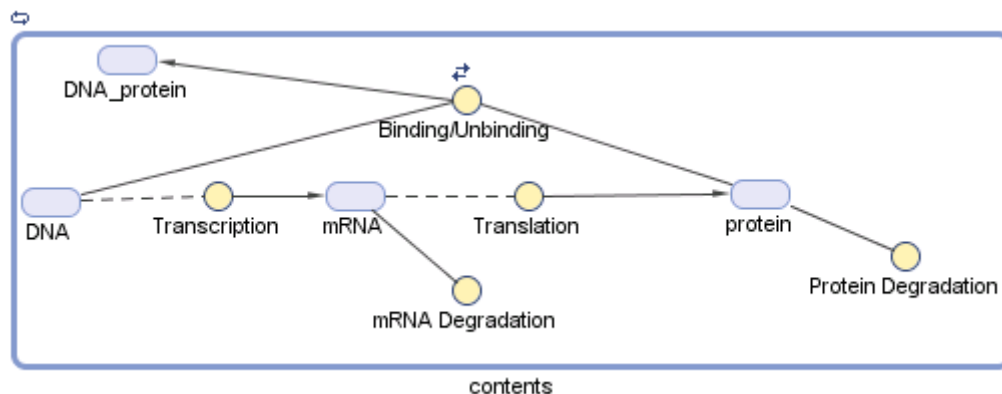 DNA_protein
Binding/Unbinding
DNA
Transcription
mRNA
Translation
protein
Protein Degradation
mRNA Degradation
contents